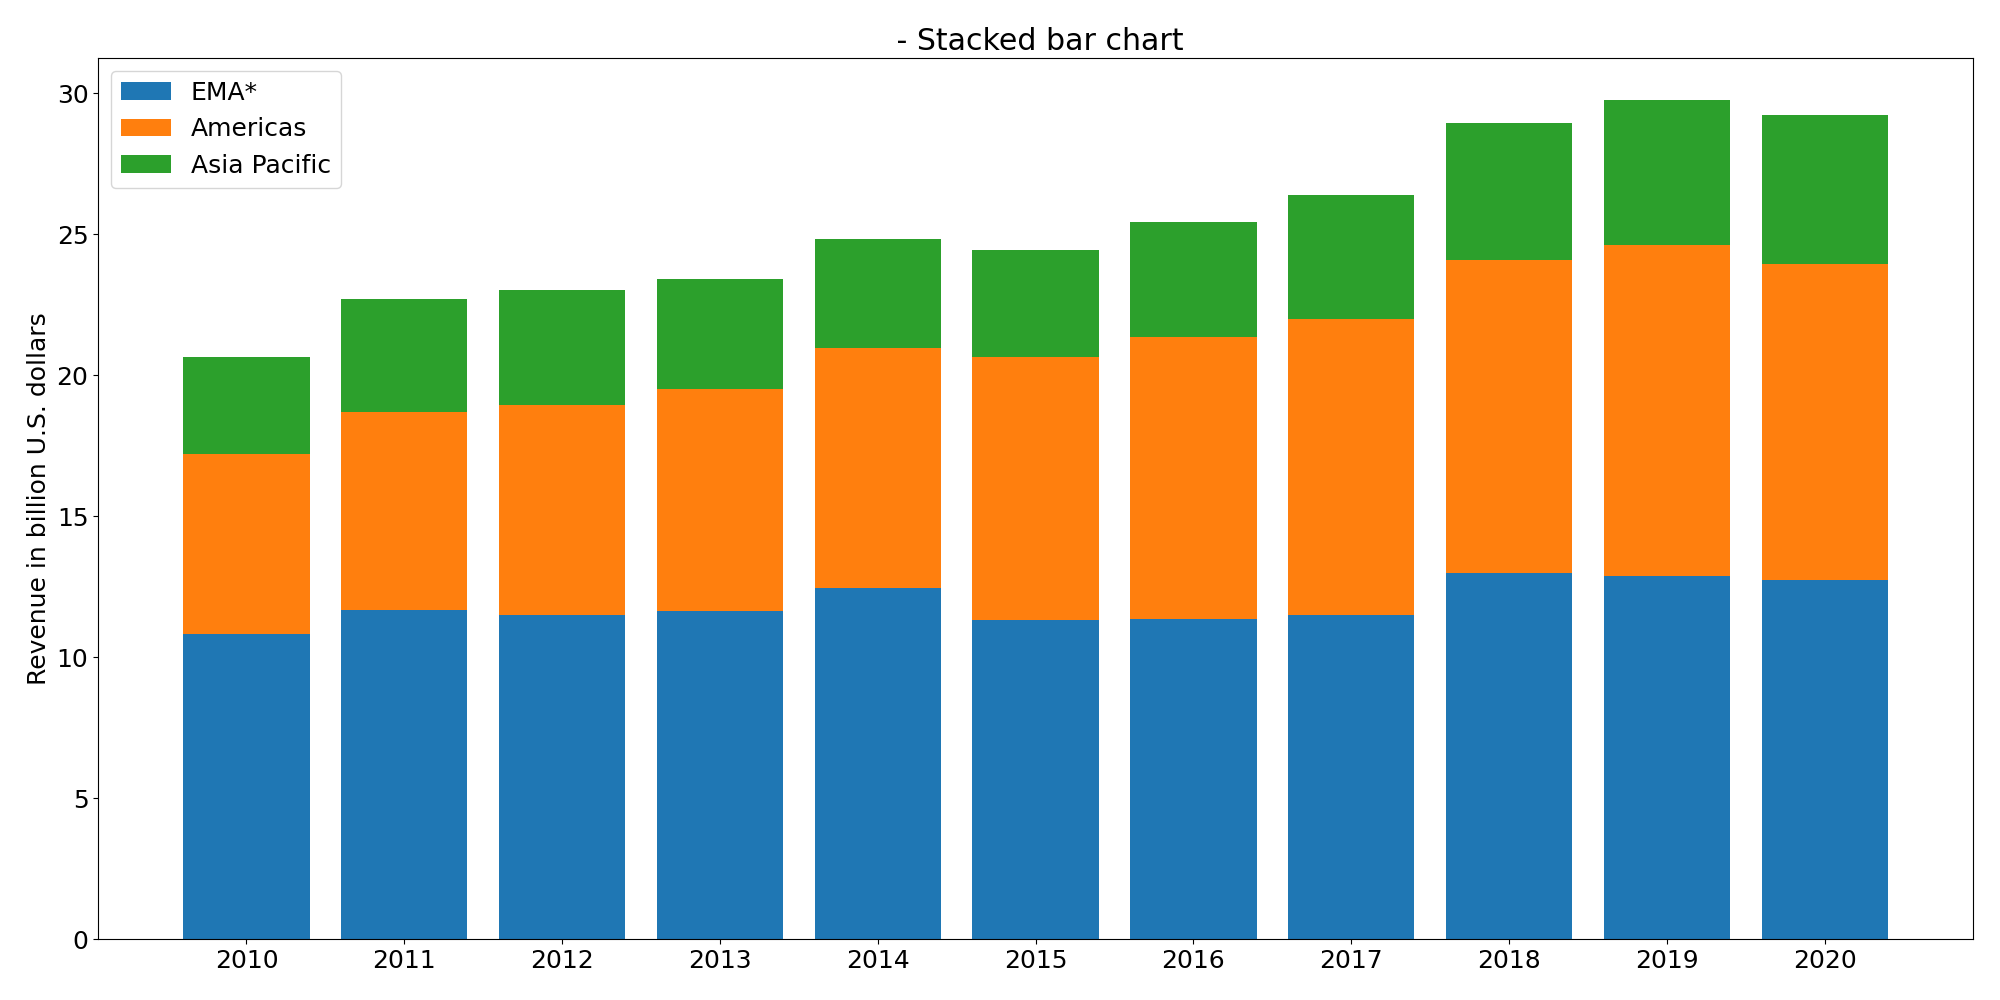 - Stacked bar chart
EMA*
Americas
Asia Pacific
Revenue in billion U.S. dollars
30
25
20
15
10
5
0
2010 2011 2012 2013 2014 2015 2016 2017 2018 2019 2020